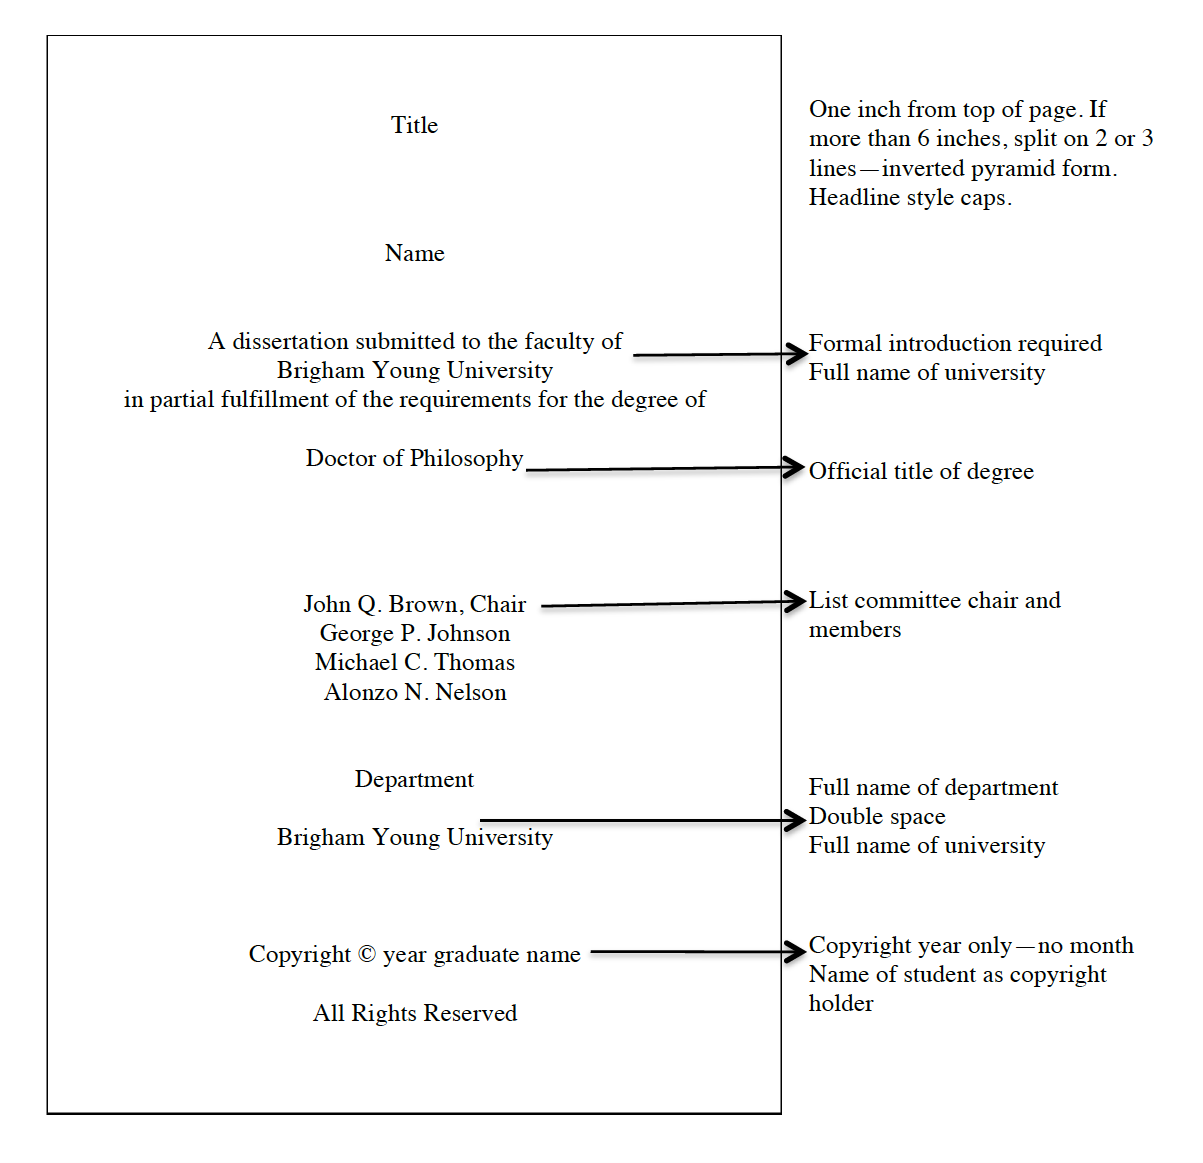 Title
One inch from top of page. If
more than 6 inches, split on 2 or 3
lines—inverted pyramid form.
Headline style caps.
Name
A dissertation submitted to the faculty of
Brigham Young University
in partial fulfillment of the requirements for the degree of
Formal introduction required
Full name of university
Doctor of Philosophy
Official title of degree
John Q. Brown, Chair
George P. Johnson
Michael C. Thomas
Alonzo N. Nelson
List committee chair and
members
Department
Brigham Young University
Full name of department
Double space
Full name of university
Copyright © year graduate name
All Rights Reserved
Copyright year only—no month
Name of student as copyright
holder